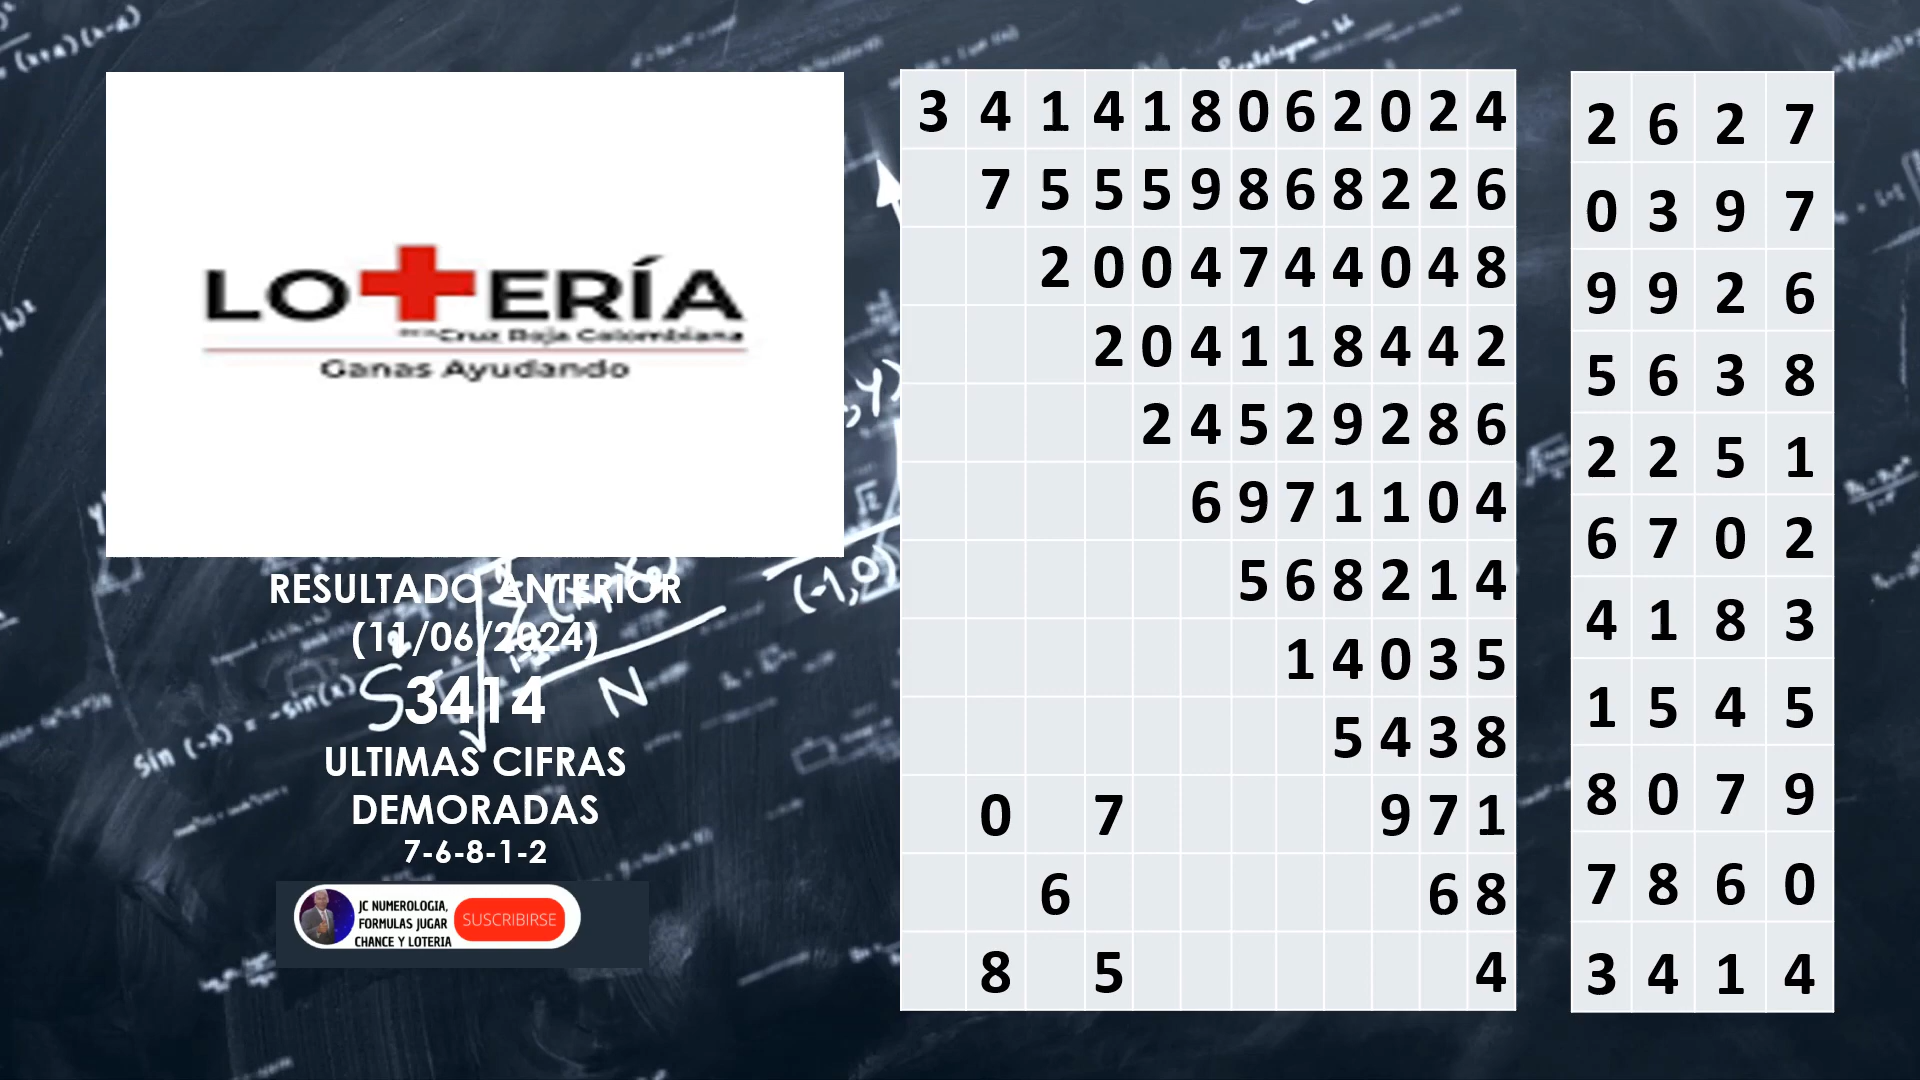 LOTERÍA
de la Cruz Roja Colombiana
Ganas Ayudando
RESULTADO ANTERIOR
(11/06/2024)
3414
ULTIMAS CIFRAS
DEMORADAS
7-6-8-1-2
JC NUMEROLOGIA,
FORMULAS JUGAR
CHANCE Y LOTERIA
SUSCRIBIRSE
3 4 1 4 1 8 0 6 2 0 2 4
7 5 5 5 9 8 6 8 2 2 6
2 0 0 4 7 4 4 0 4 8
2 0 4 1 1 8 4 4 2
2 4 5 2 9 2 8 6
6 9 7 1 1 0 4
5 6 8 2 1 4
1 4 0 3 5
5 4 3 8
0 7 9 7 1
6 6 8
8 5 4
2 6 2 7
0 3 9 7
9 9 2 6
5 6 3 8
2 2 5 1
6 7 0 2
4 1 8 3
1 5 4 5
8 0 7 9
7 8 6 0
3 4 1 4
sin (-x) = -sin(x)
(-1,0)
N